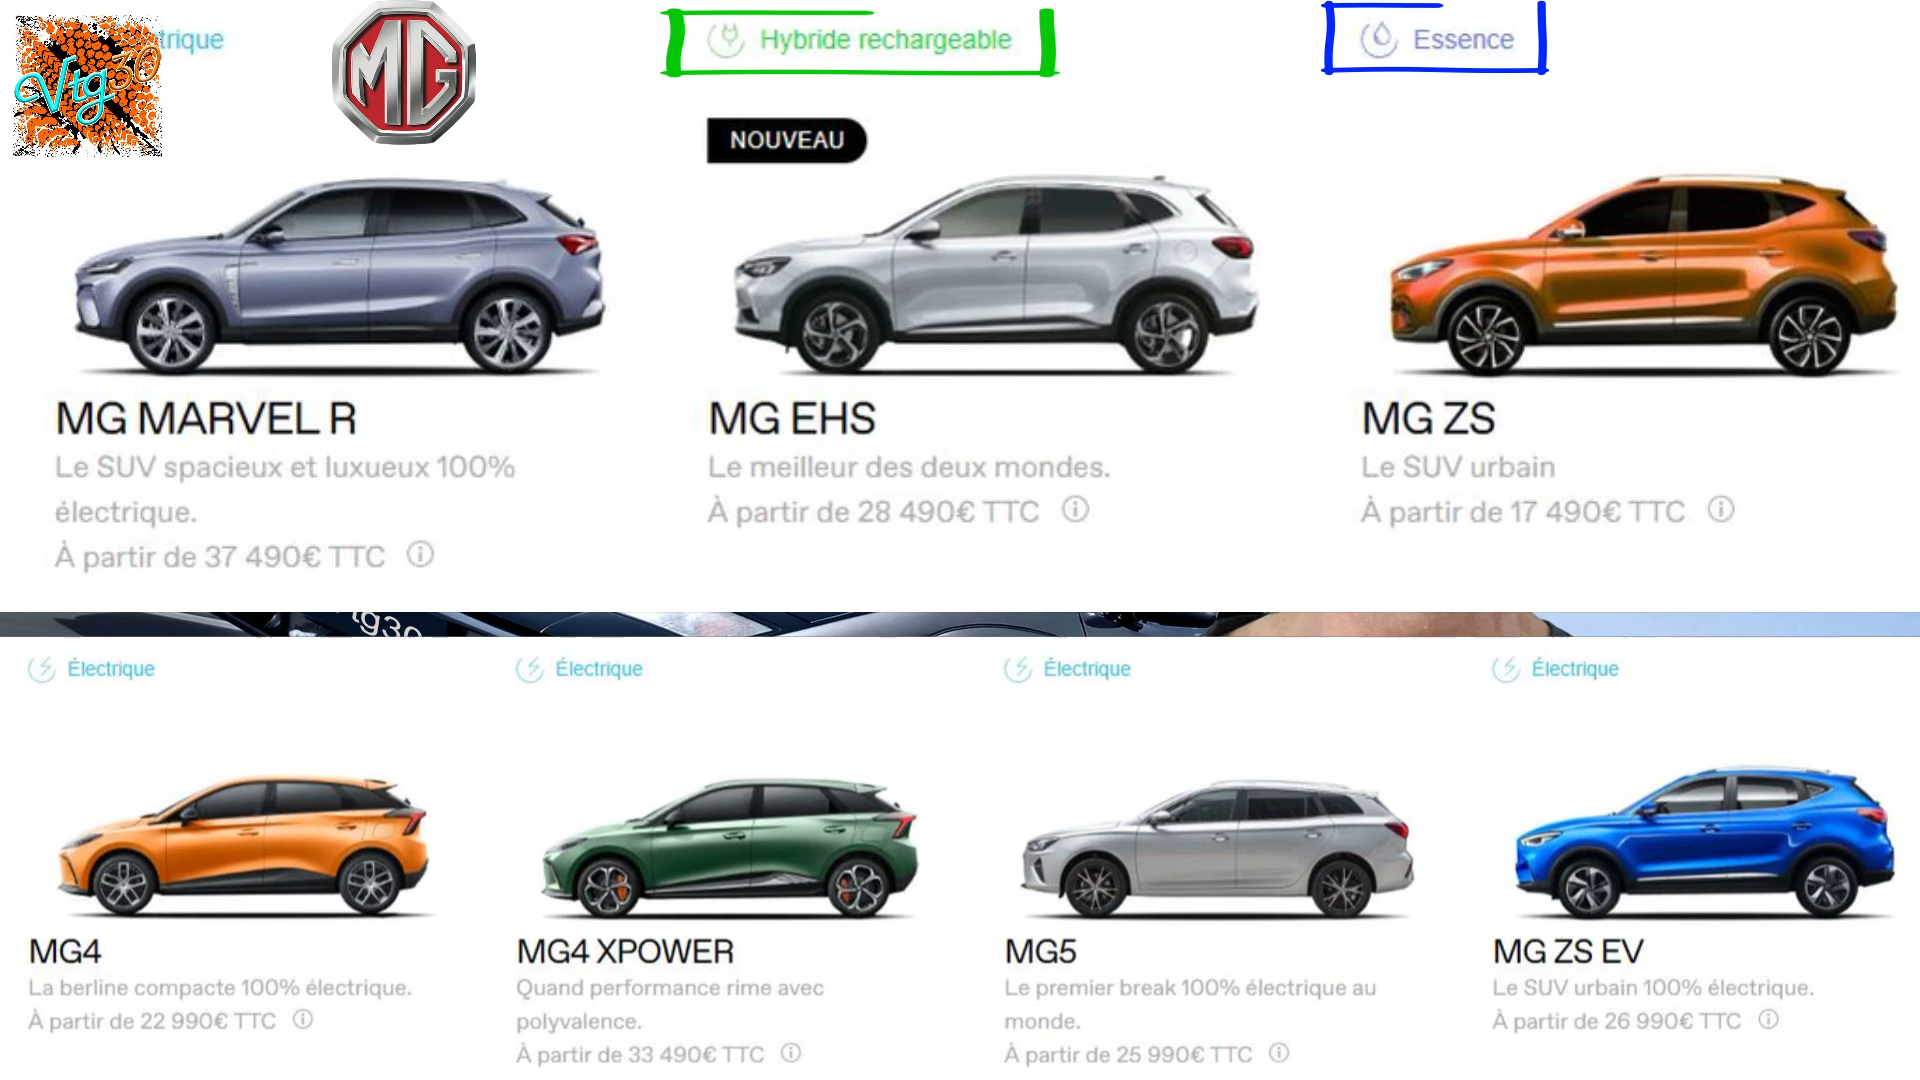 Vtg30
trique
MG
Hybride rechargeable
Essence
NOUVEAU
MG MARVEL R
Le SUV spacieux et luxueux 100%
électrique.
À partir de 37 490€ TTC
MG EHS
Le meilleur des deux mondes.
À partir de 28 490€ TTC
MG ZS
Le SUV urbain
À partir de 17 490€ TTC
tg30
Électrique
Électrique
Électrique
Électrique
MG4
La berline compacte 100% électrique.
À partir de 22 990€ TTC
MG4 XPOWER
Quand performance rime avec
polyvalence.
À partir de 33 490€ TTC
MG5
Le premier break 100% électrique au
monde.
À partir de 25 990€ TTC
MG ZS EV
Le SUV urbain 100% électrique.
À partir de 26 990€ TTC